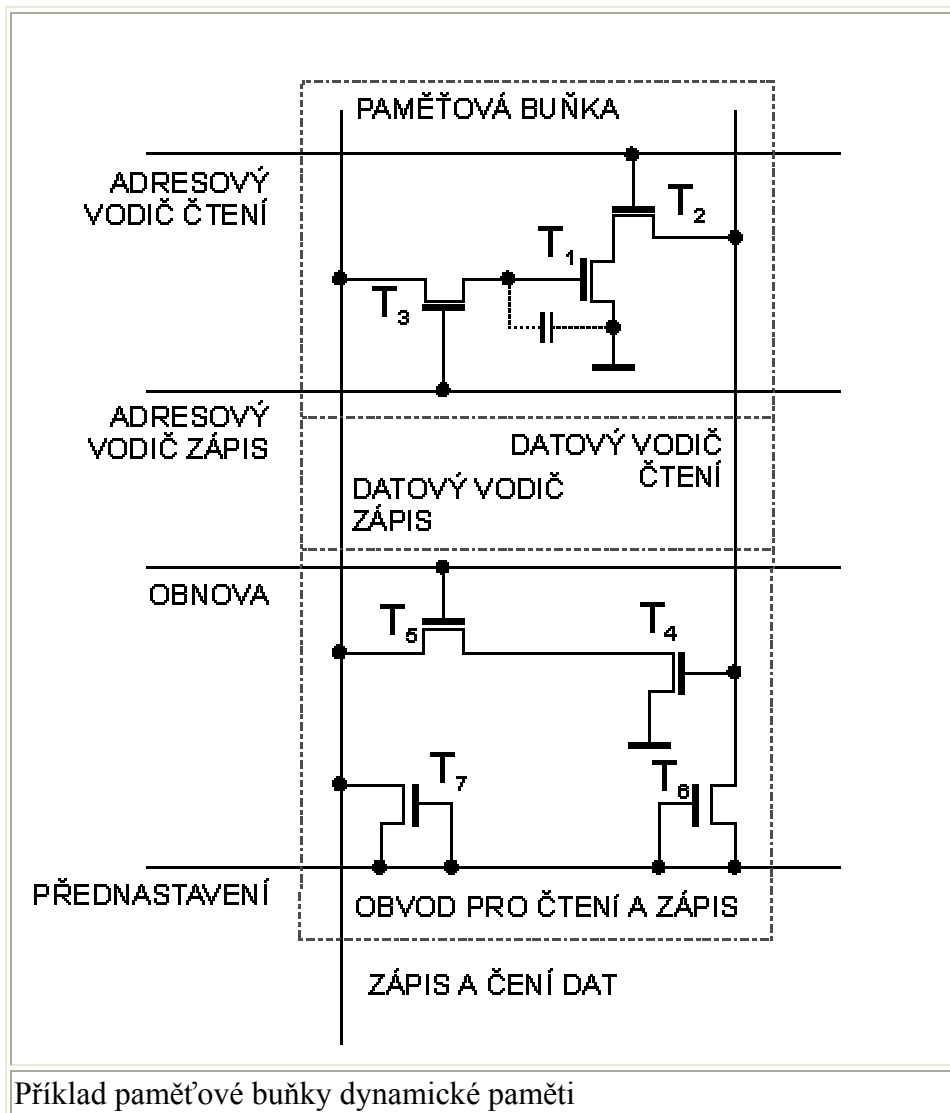 PAMĚŤOVÁ BUŇKA
ADRESOVÝ
VODIČ ČTENÍ
T2
T1
T3
ADRESOVÝ
VODIČ ZÁPIS
DATOVÝ VODIČ
ČTENÍ
DATOVÝ VODIČ
ZÁPIS
OBNOVA
T5
T4
T7
T6
PŘEDNASTAVENÍ
OBVOD PRO ČTENÍ A ZÁPIS
ZÁPIS A ČENÍ DAT
Příklad paměťové buňky dynamické paměti